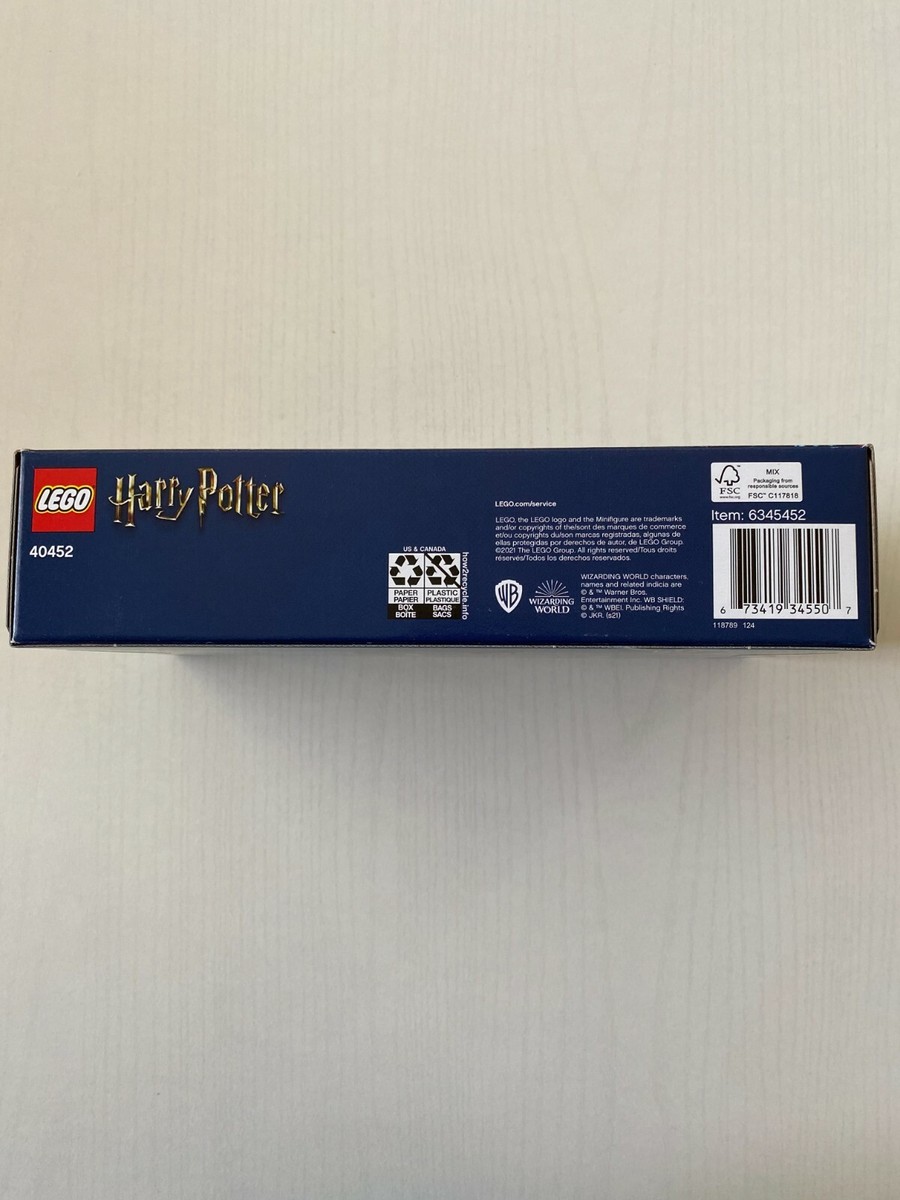 LEGO
Harry Potter
40452
US & CANADA
PAPER
PAPIER
BOX
BOÎTE
PLASTIC
PLASTIQUE
BAGS
SACS
how2recycle.info
LEGO.com/service
LEGO, the LEGO logo and the Minifigure are trademarks
and/or copyrights of the/sont des marques de commerce
et/ou copyrights du/son marcas registradas, algunas de
ellas protegidas por derechos de autor, de LEGO Group.
©2021 The LEGO Group. All rights reserved/Tous droits
réservés/Todos los derechos reservados.
WB
WIZARDING
WORLD
WIZARDING WORLD characters,
names and related indicia are
© & ™ Warner Bros.
Entertainment Inc. WB SHIELD:
© & ™ WBEI. Publishing Rights
© JKR. (s21)
FSC
www.fsc.org
MIX
Packaging from
responsible sources
FSC™ C117818
Item: 6345452
6 73419 34550 7
118789 124